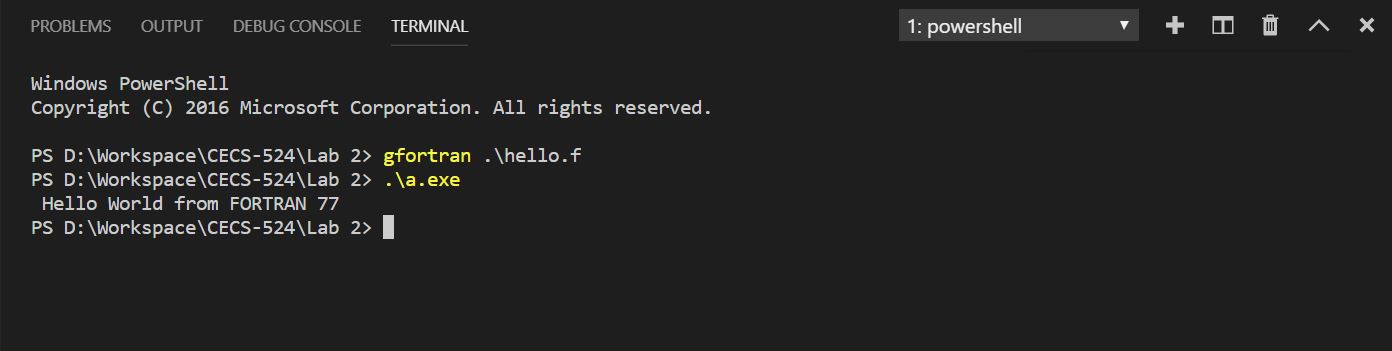 PROBLEMS OUTPUT DEBUG CONSOLE TERMINAL 1: powershell
Windows PowerShell
Copyright (C) 2016 Microsoft Corporation. All rights reserved.
PS D:\Workspace\CECS-524\Lab 2> gfortran .\hello.f
PS D:\Workspace\CECS-524\Lab 2> .\a.exe
Hello World from FORTRAN 77
PS D:\Workspace\CECS-524\Lab 2>